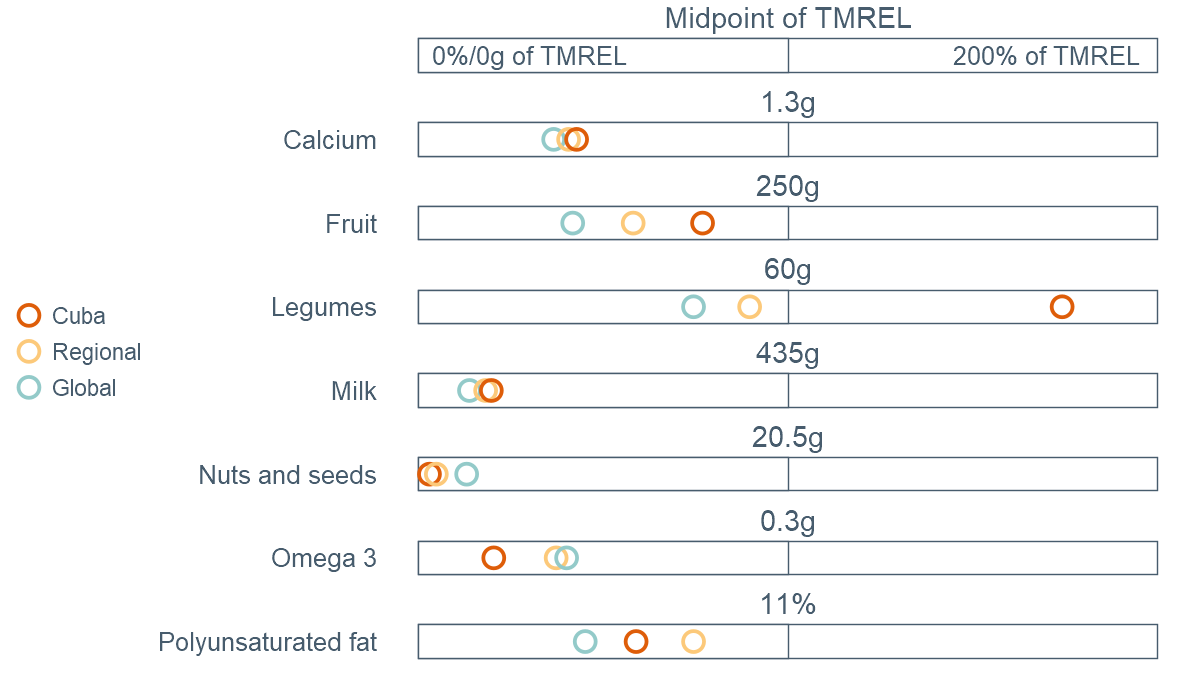 Midpoint of TMREL
0%/0g of TMREL
200% of TMREL
1.3g
Calcium
250g
Fruit
60g
Legumes
435g
Milk
20.5g
Nuts and seeds
0.3g
Omega 3
11%
Polyunsaturated fat
Cuba
Regional
Global